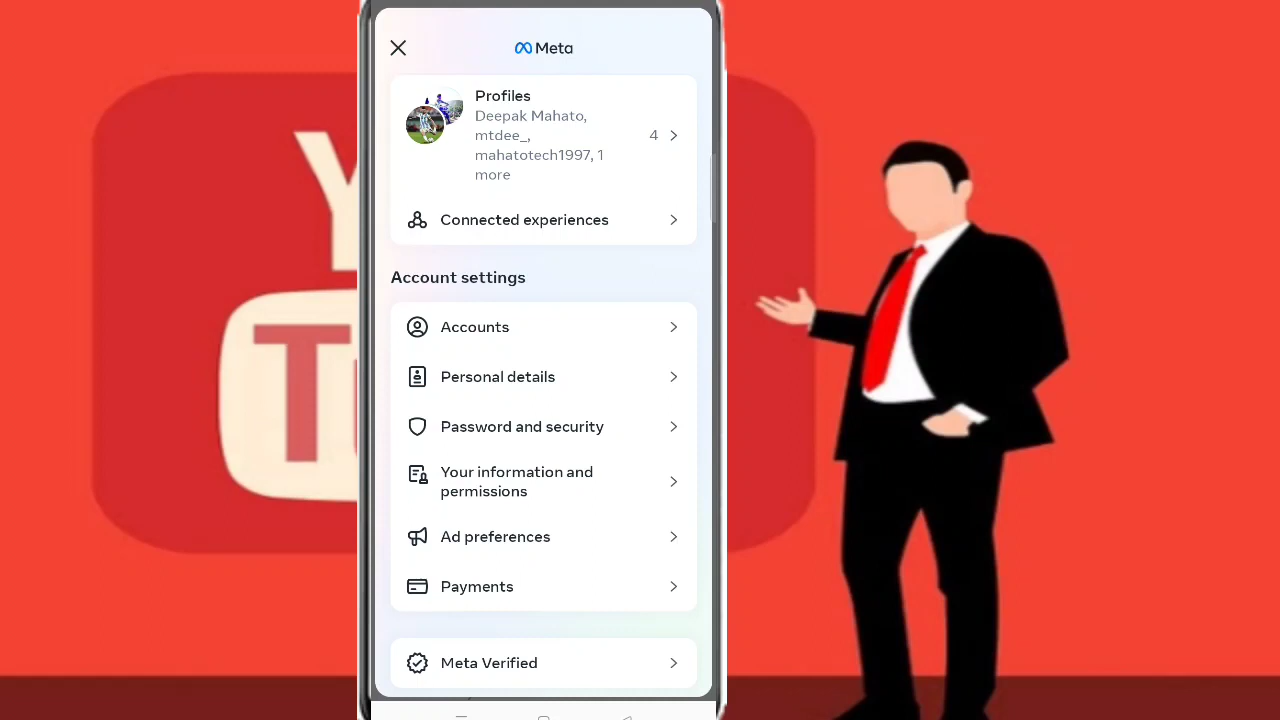 Meta
Profiles
Deepak Mahato,
mtdee_,
mahatotech1997, 1
more
4
Connected experiences
Account settings
Accounts
Personal details
Password and security
Your information and
permissions
Ad preferences
Payments
Meta Verified
Y
T